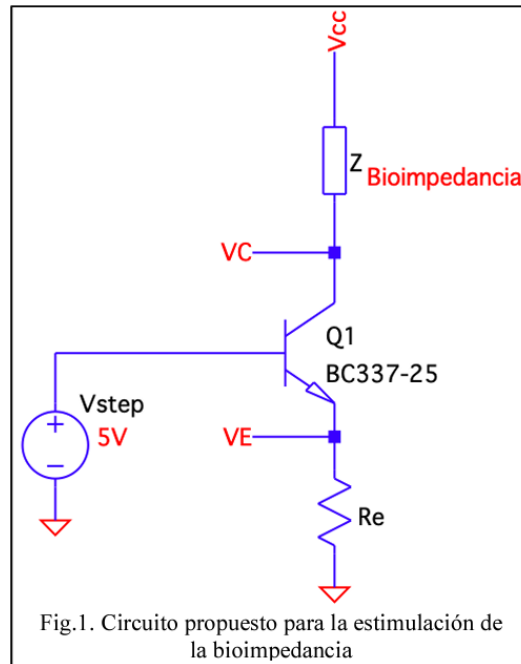 Vcc
Z
Bioimpedancia
VC
Q1
BC337-25
Vstep
5V
VE
Re
Fig.1. Circuito propuesto para la estimulación de
la bioimpedancia